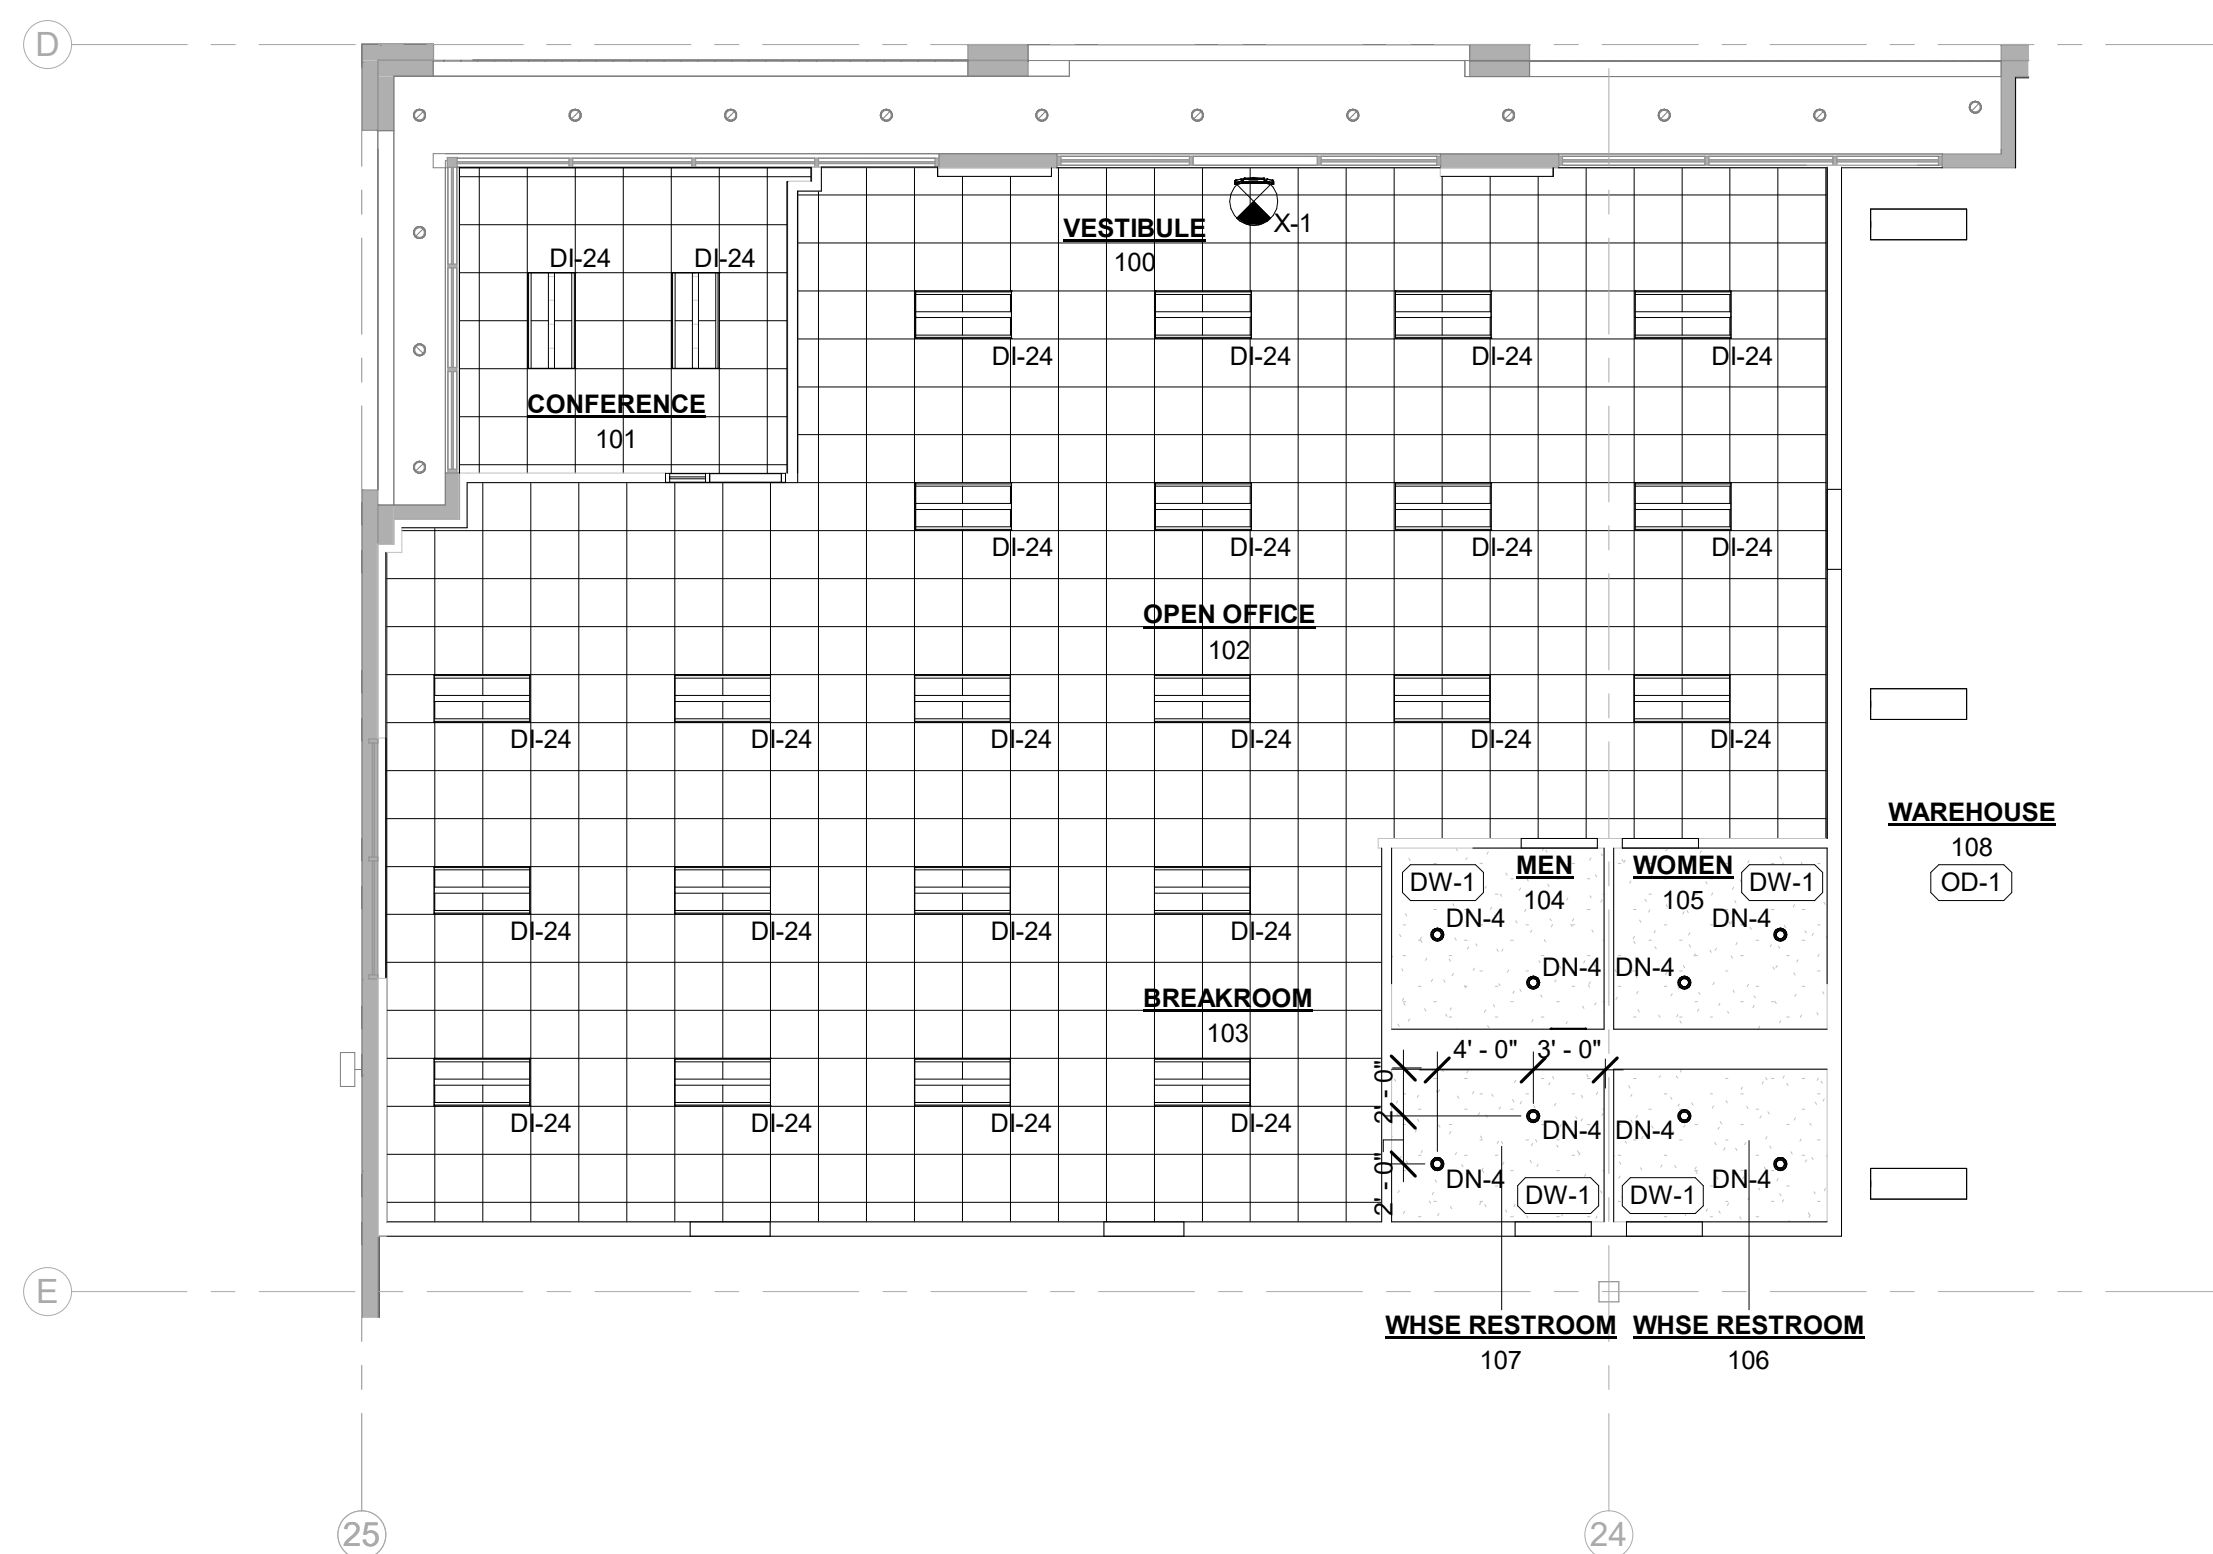 D
X-1
VESTIBULE
100
DI-24 DI-24
DI-24 DI-24 DI-24 DI-24
CONFERENCE
101
DI-24 DI-24 DI-24 DI-24
OPEN OFFICE
102
DI-24 DI-24 DI-24 DI-24 DI-24 DI-24
WAREHOUSE
108
OD-1
MEN WOMEN
DW-1 DW-1
104 105
DN-4 DN-4
DI-24 DI-24 DI-24 DI-24
DN-4 DN-4
BREAKROOM
103
4' - 0" 3' - 0"
2' - 0"
DI-24 DI-24 DI-24 DI-24
DN-4 DN-4
2' - 0"
DN-4 DN-4
DW-1 DW-1
E
WHSE RESTROOM WHSE RESTROOM
107 106
25 24